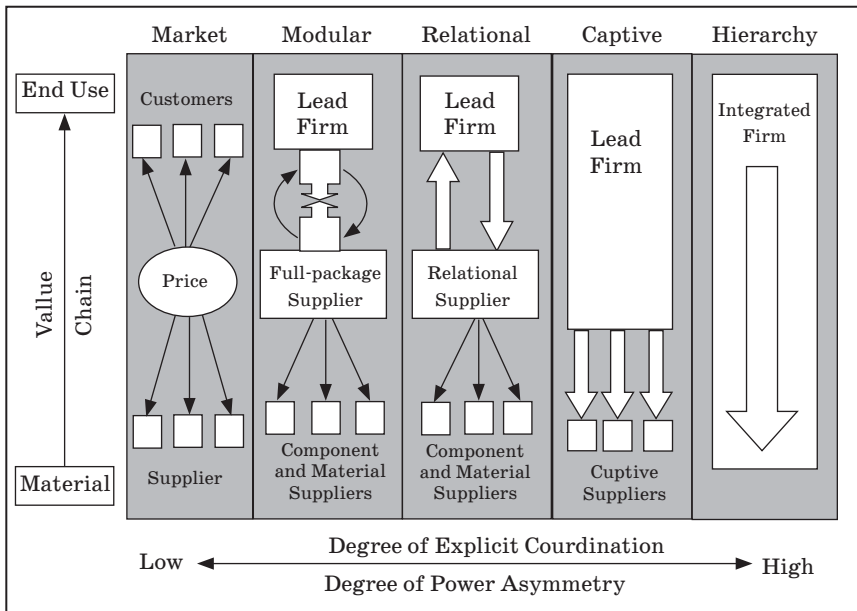 Market
Modular
Relational
Captive
Hierarchy
End Use
Vallue
Chain
Material
Customers
Price
Supplier
Lead
Firm
Full-package
Supplier
Component
and Material
Suppliers
Lead
Firm
Relational
Supplier
Component
and Material
Suppliers
Lead
Firm
Cuptive
Suppliers
Integrated
Firm
Low
Degree of Explicit Courdination
Degree of Power Asymmetry
High